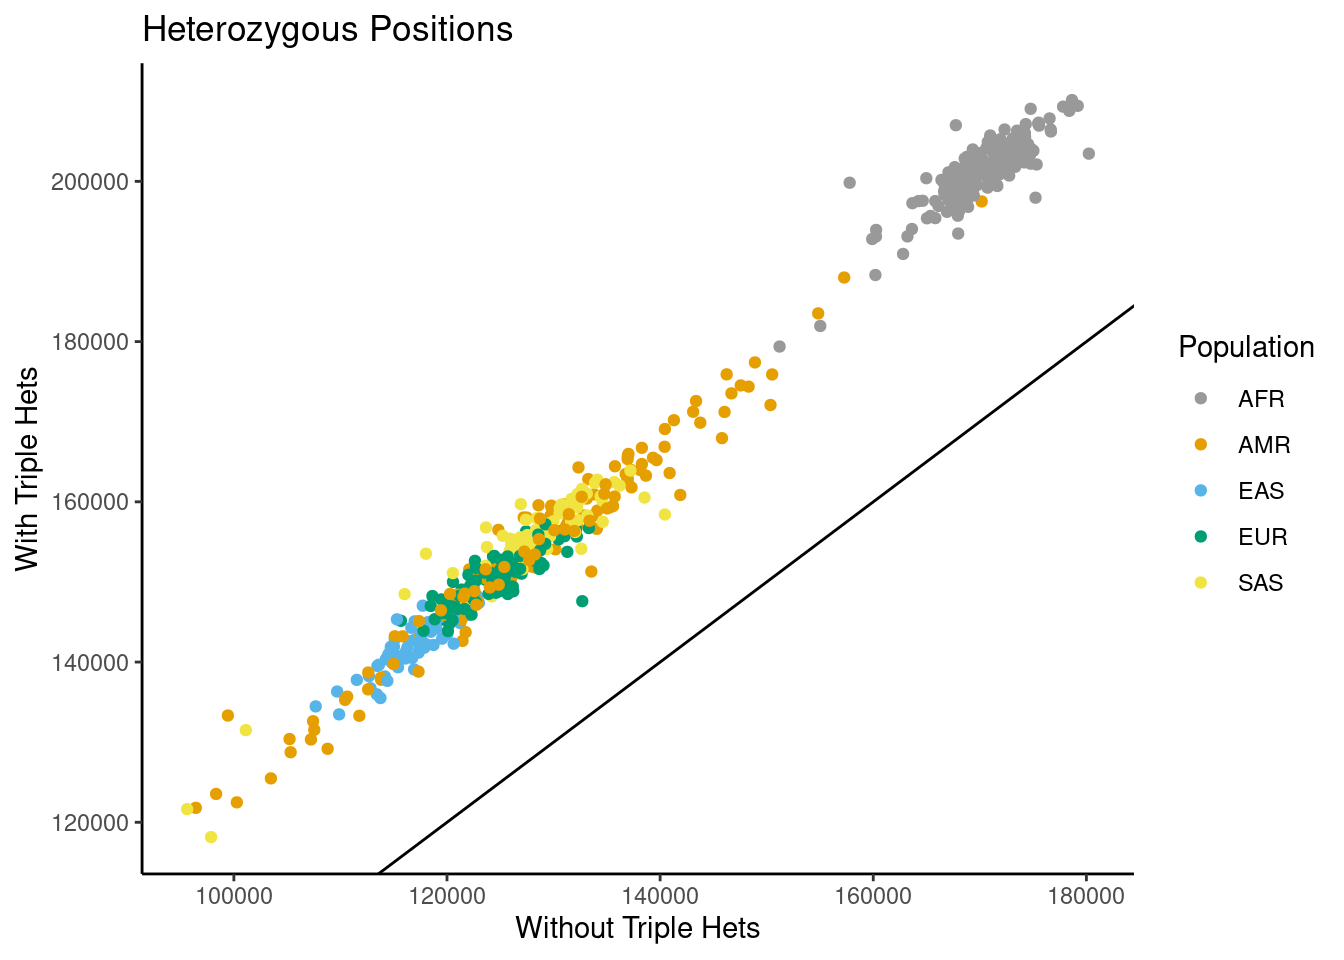 Heterozygous Positions
With Triple Hets
200000
180000
160000
140000
120000
100000 120000 140000 160000 180000
Without Triple Hets
Population
AFR
AMR
EAS
EUR
SAS